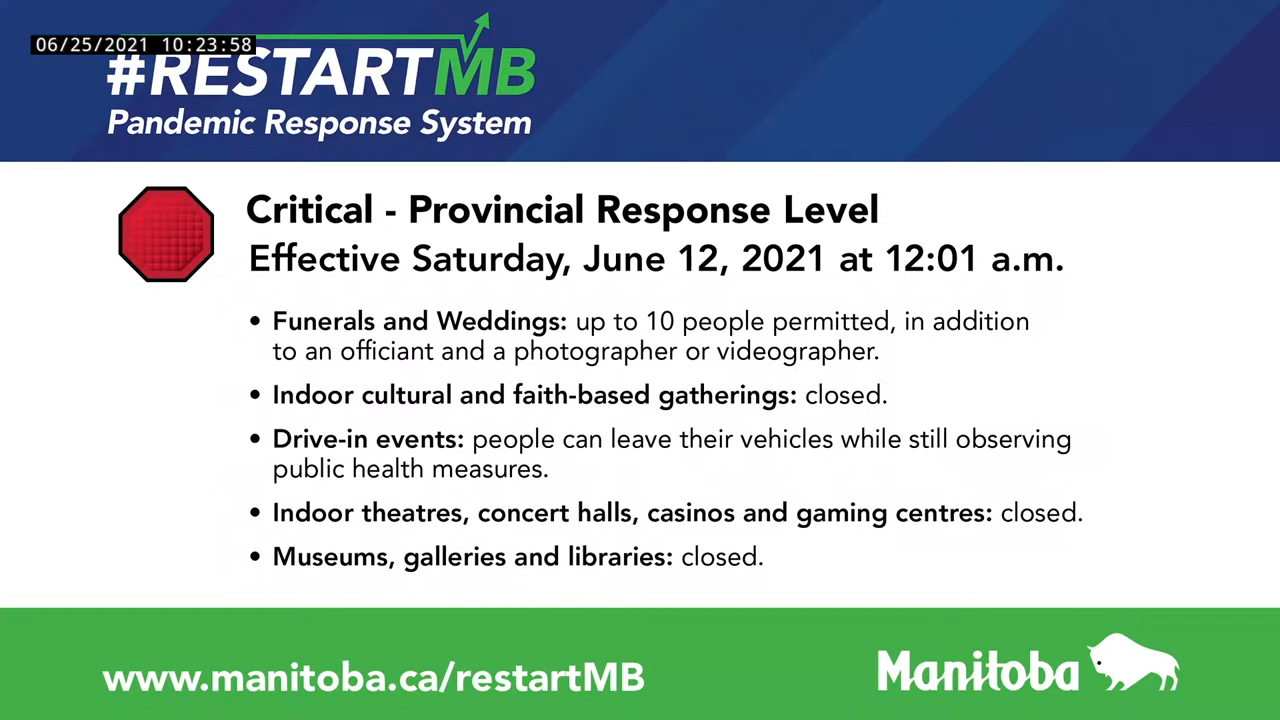 06/25/2021 10:23:58
#RESTARTMB
Pandemic Response System
Critical - Provincial Response Level
Effective Saturday, June 12, 2021 at 12:01 a.m.
• Funerals and Weddings: up to 10 people permitted, in addition
to an officiant and a photographer or videographer.
• Indoor cultural and faith-based gatherings: closed.
• Drive-in events: people can leave their vehicles while still observing
public health measures.
• Indoor theatres, concert halls, casinos and gaming centres: closed.
• Museums, galleries and libraries: closed.
www.manitoba.ca/restartMB
Manitoba